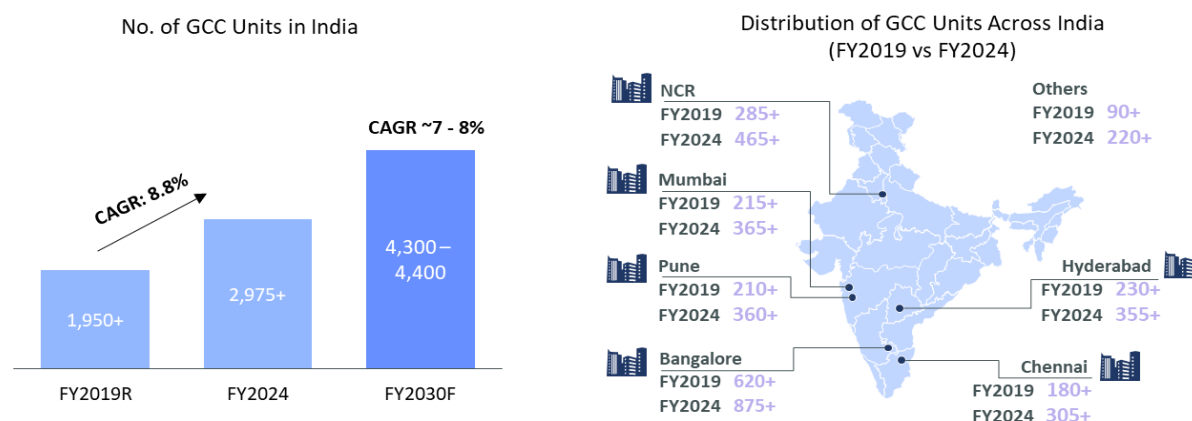 No. of GCC Units in India
CAGR ~7 - 8%
CAGR: 8.8%
4,300 –
4,400
2,975+
1,950+
FY2019R
FY2024
FY2030F
Distribution of GCC Units Across India
(FY2019 vs FY2024)
NCR
FY2019 285+
FY2024 465+
Others
FY2019 90+
FY2024 220+
Mumbai
FY2019 215+
FY2024 365+
Pune
FY2019 210+
FY2024 360+
Hyderabad
FY2019 230+
FY2024 355+
Bangalore
FY2019 620+
FY2024 875+
Chennai
FY2019 180+
FY2024 305+